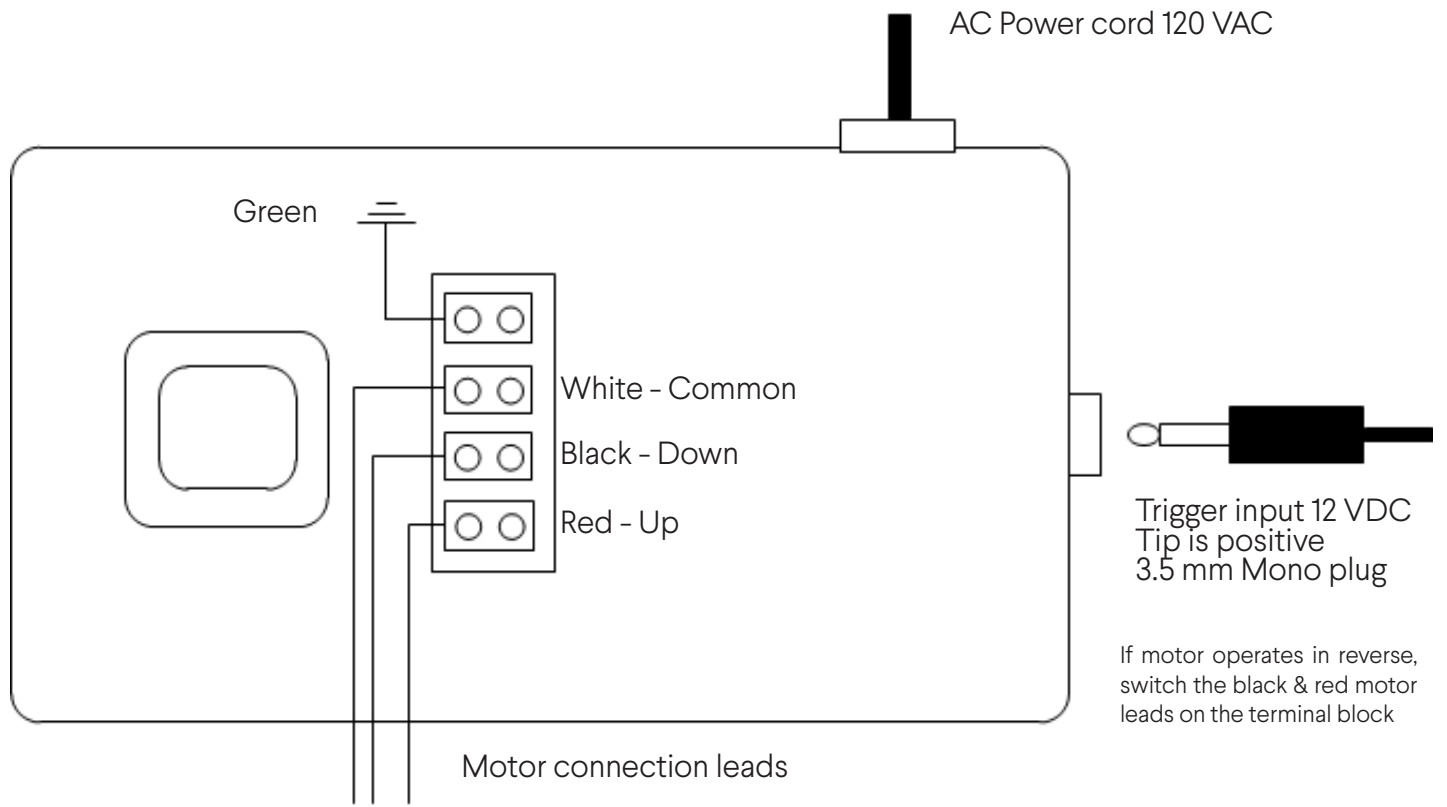 AC Power cord 120 VAC
Green
White - Common
Black - Down
Red - Up
Trigger input 12 VDC
Tip is positive
3.5 mm Mono plug
If motor operates in reverse,
switch the black & red motor
leads on the terminal block
Motor connection leads